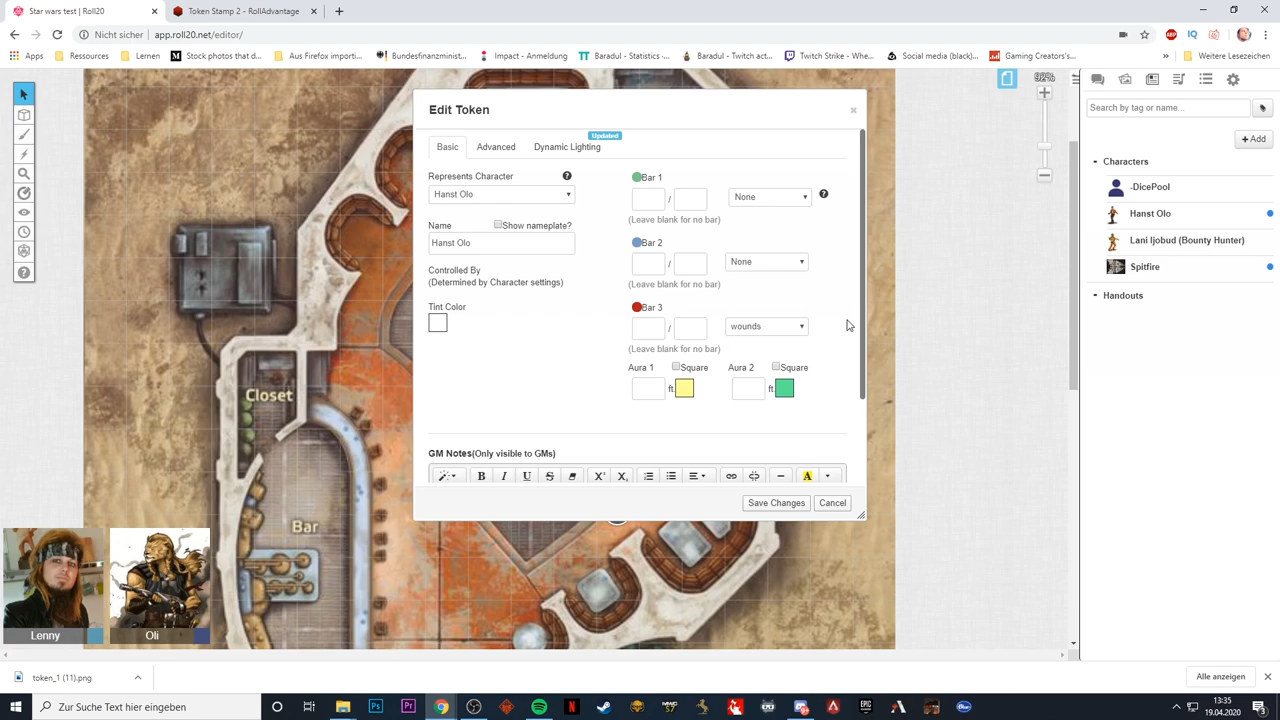 Star wars test | Roll20
Token Stamp 2 - RollAdvantage
Nicht sicher
app.roll20.net/editor/
Apps
Ressources
Lernen
Stock photos that d...
Aus Firefox importi...
Bundesfinanzminist...
Impact - Anmeldung
Baradul - Statistics -...
Baradul - Twitch act...
Twitch Strike - Whe...
Social media (black)...
Gaming Creator's...
»
Weitere Lesezeichen
92%
Search by tag or name...
+ Add
Characters
-DicePool
Hanst Olo
Lani Ijobud (Bounty Hunter)
Spitfire
Handouts
Edit Token
×
Updated
Basic
Advanced
Dynamic Lighting
Represents Character
Hanst Olo
Name
Show nameplate?
Hanst Olo
Controlled By
(Determined by Character settings)
Tint Color
Bar 1
/
None
(Leave blank for no bar)
Bar 2
/
None
(Leave blank for no bar)
Bar 3
/
wounds
(Leave blank for no bar)
Aura 1
Square
Aura 2
Square
ft.
ft.
GM Notes(Only visible to GMs)
B I U S
Save Changes
Cancel
Closet
Bar
Lenny
Oli
token_1 (11).png
Alle anzeigen
Zur Suche Text hier eingeben
13:35
19.04.2020